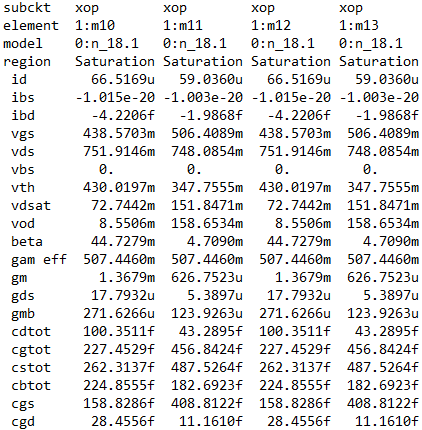 subckt xop xop xop xop
element 1:m10 1:m11 1:m12 1:m13
model 0:n_18.1 0:n_18.1 0:n_18.1 0:n_18.1
region Saturation Saturation Saturation Saturation
id 66.5169u 59.0360u 66.5169u 59.0360u
ibs -1.015e-20 -1.003e-20 -1.015e-20 -1.003e-20
ibd -4.2206f -1.9868f -4.2206f -1.9868f
vgs 438.5703m 506.4089m 438.5703m 506.4089m
vds 751.9146m 748.0854m 751.9146m 748.0854m
vbs 0. 0. 0. 0.
vth 430.0197m 347.7555m 430.0197m 347.7555m
vdsat 72.7442m 151.8471m 72.7442m 151.8471m
vod 8.5506m 158.6534m 8.5506m 158.6534m
beta 44.7279m 4.7090m 44.7279m 4.7090m
gam eff 507.4460m 507.4460m 507.4460m 507.4460m
gm 1.3679m 626.7523u 1.3679m 626.7523u
gds 17.7932u 5.3897u 17.7932u 5.3897u
gmb 271.6266u 123.9263u 271.6266u 123.9263u
cdtot 100.3511f 43.2895f 100.3511f 43.2895f
cgtot 227.4529f 456.8424f 227.4529f 456.8424f
cstot 262.3137f 487.5264f 262.3137f 487.5264f
cbtot 224.8555f 182.6923f 224.8555f 182.6923f
cgs 158.8286f 408.8122f 158.8286f 408.8122f
cgd 28.4556f 11.1610f 28.4556f 11.1610f